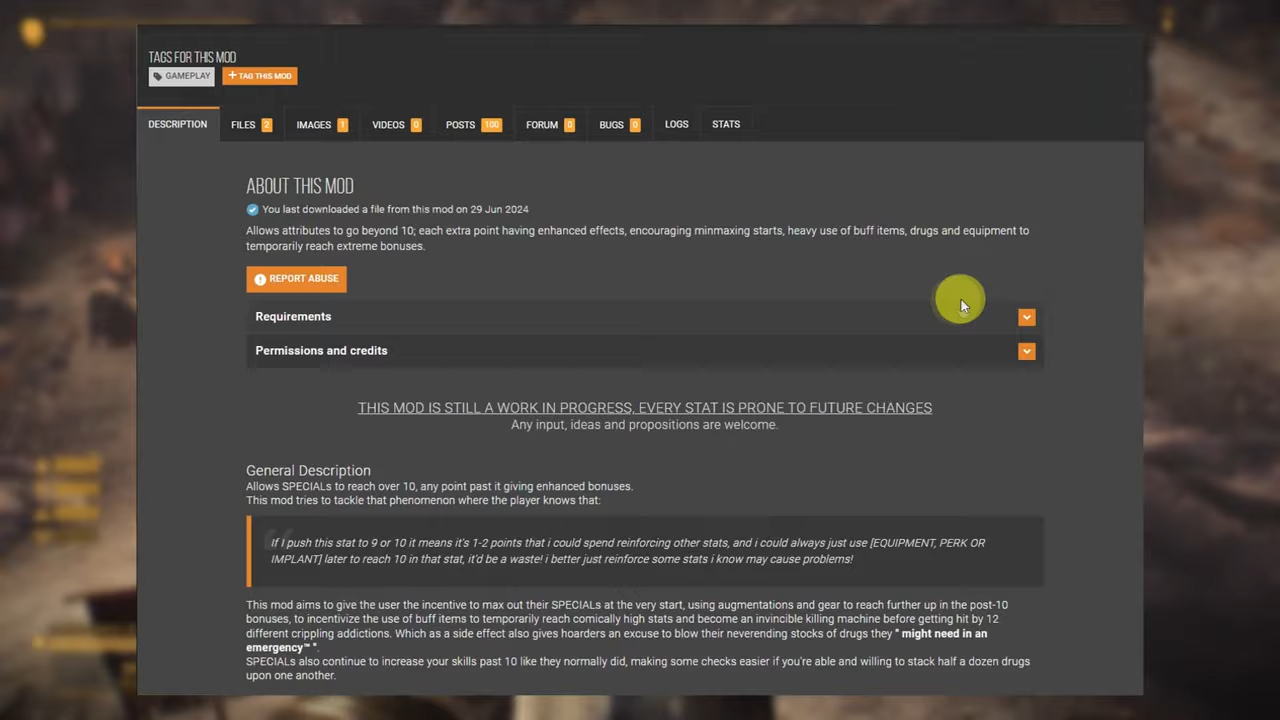 TAGS FOR THIS MOD
GAMEPLAY
+ TAG THIS MOD
DESCRIPTION
FILES 2
IMAGES 1
VIDEOS 0
POSTS 100
FORUM 0
BUGS 0
LOGS
STATS
ABOUT THIS MOD
You last downloaded a file from this mod on 29 Jun 2024
Allows attributes to go beyond 10; each extra point having enhanced effects, encouraging minmaxing starts, heavy use of buff items, drugs and equipment to
temporarily reach extreme bonuses.
REPORT ABUSE
Requirements
Permissions and credits
THIS MOD IS STILL A WORK IN PROGRESS, EVERY STAT IS PRONE TO FUTURE CHANGES
Any input, ideas and propositions are welcome.
General Description
Allows SPECIALs to reach over 10, any point past it giving enhanced bonuses.
This mod tries to tackle that phenomenon where the player knows that:
If I push this stat to 9 or 10 it means it's 1-2 points that i could spend reinforcing other stats, and i could always just use [EQUIPMENT, PERK OR
IMPLANT] later to reach 10 in that stat, it'd be a waste! i better just reinforce some stats i know may cause problems!
This mod aims to give the user the incentive to max out their SPECIALs at the very start, using augmentations and gear to reach further up in the post-10
bonuses, to incentivize the use of buff items to temporarily reach comically high stats and become an invincible killing machine before getting hit by 12
different crippling addictions. Which as a side effect also gives hoarders an excuse to blow their neverending stocks of drugs they " might need in an
emergency™ ".
SPECIALs also continue to increase your skills past 10 like they normally did, making some checks easier if you're able and willing to stack half a dozen drugs
upon one another.